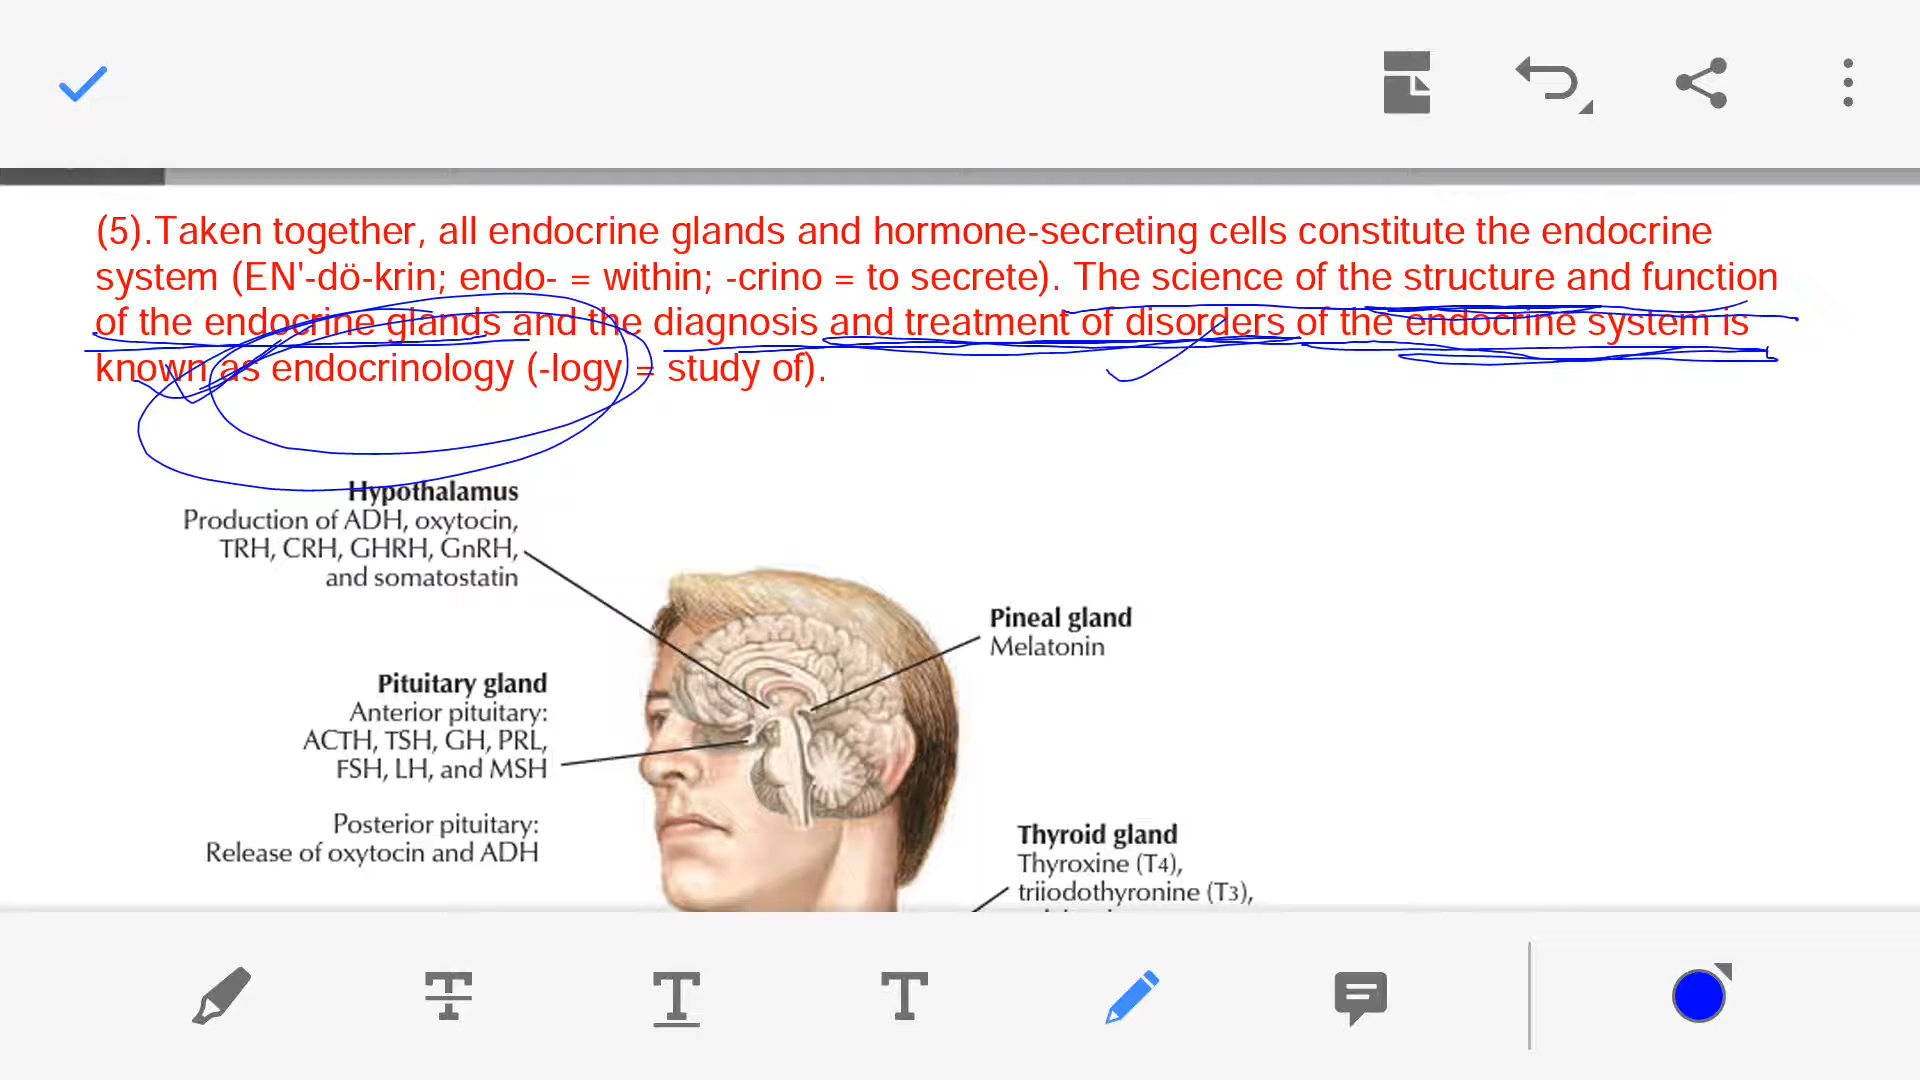 (5).Taken together, all endocrine glands and hormone-secreting cells constitute the endocrine
system (EN'-dö-krin; endo- = within; -crino = to secrete). The science of the structure and function
of the endocrine glands and the diagnosis and treatment of disorders of the endocrine system is
known as endocrinology (-logy = study of).
Hypothalamus
Production of ADH, oxytocin,
TRH, CRH, GHRH, GnRH,
and somatostatin
Pineal gland
Melatonin
Pituitary gland
Anterior pituitary:
ACTH, TSH, GH, PRL,
FSH, LH, and MSH
Posterior pituitary:
Release of oxytocin and ADH
Thyroid gland
Thyroxine (T4),
triiodothyronine (T3),